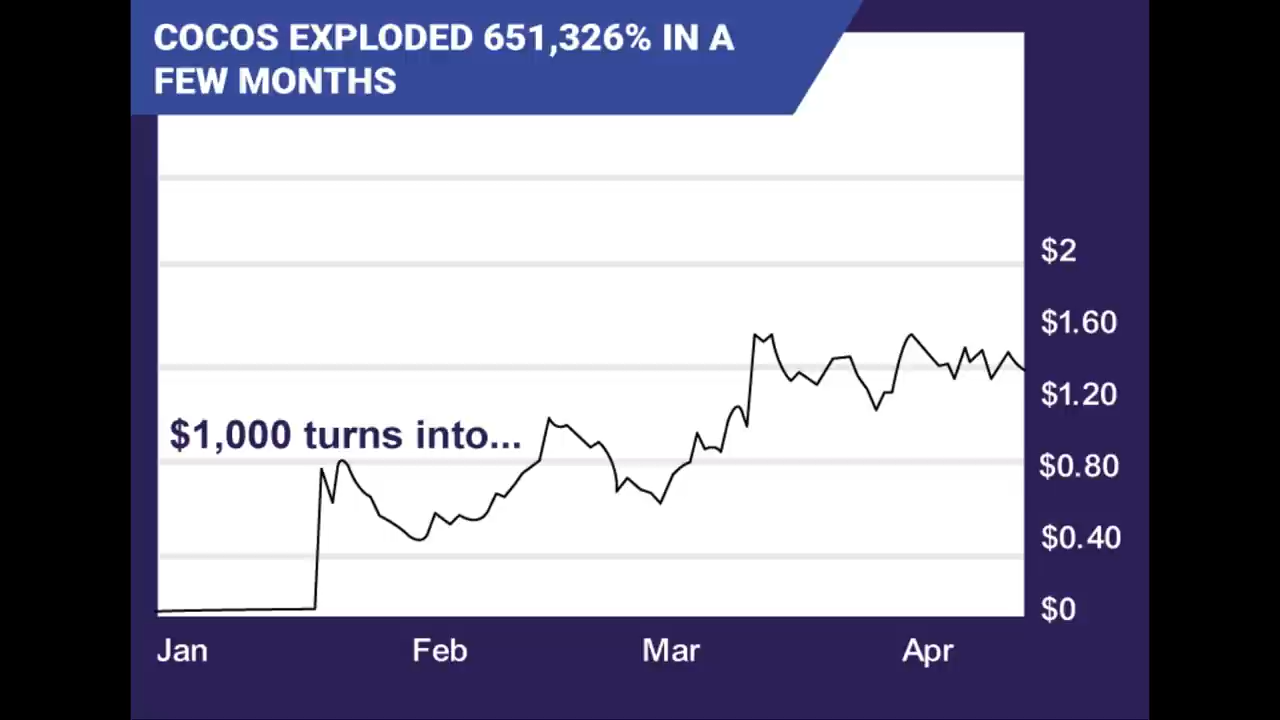 COCOS EXPLODED 651,326% IN A
FEW MONTHS
$2
$1.60
$1.20
$1,000 turns into...
$0.80
$0.40
$0
Jan Feb Mar Apr